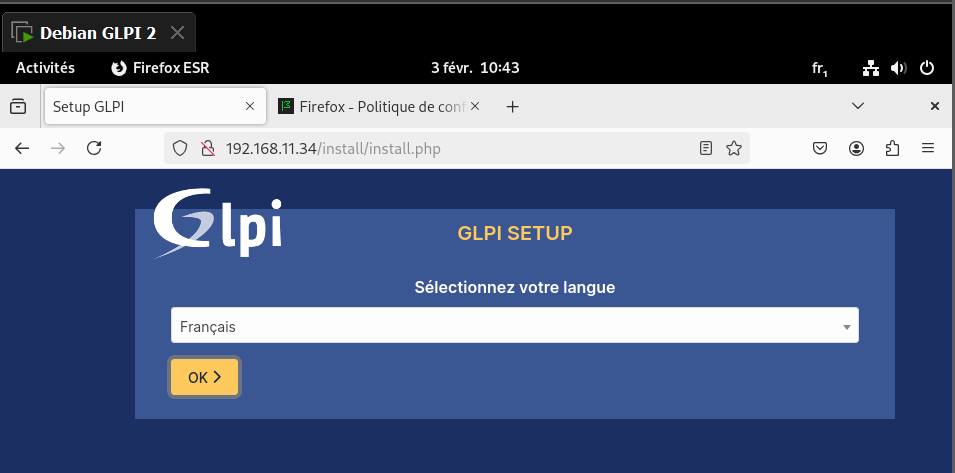 Debian GLPI 2
Activités Firefox ESR 3 févr. 10:43 fr₁
Setup GLPI Firefox - Politique de conf
192.168.11.34/install/install.php
Glpi
GLPI SETUP
Sélectionnez votre langue
Français
OK